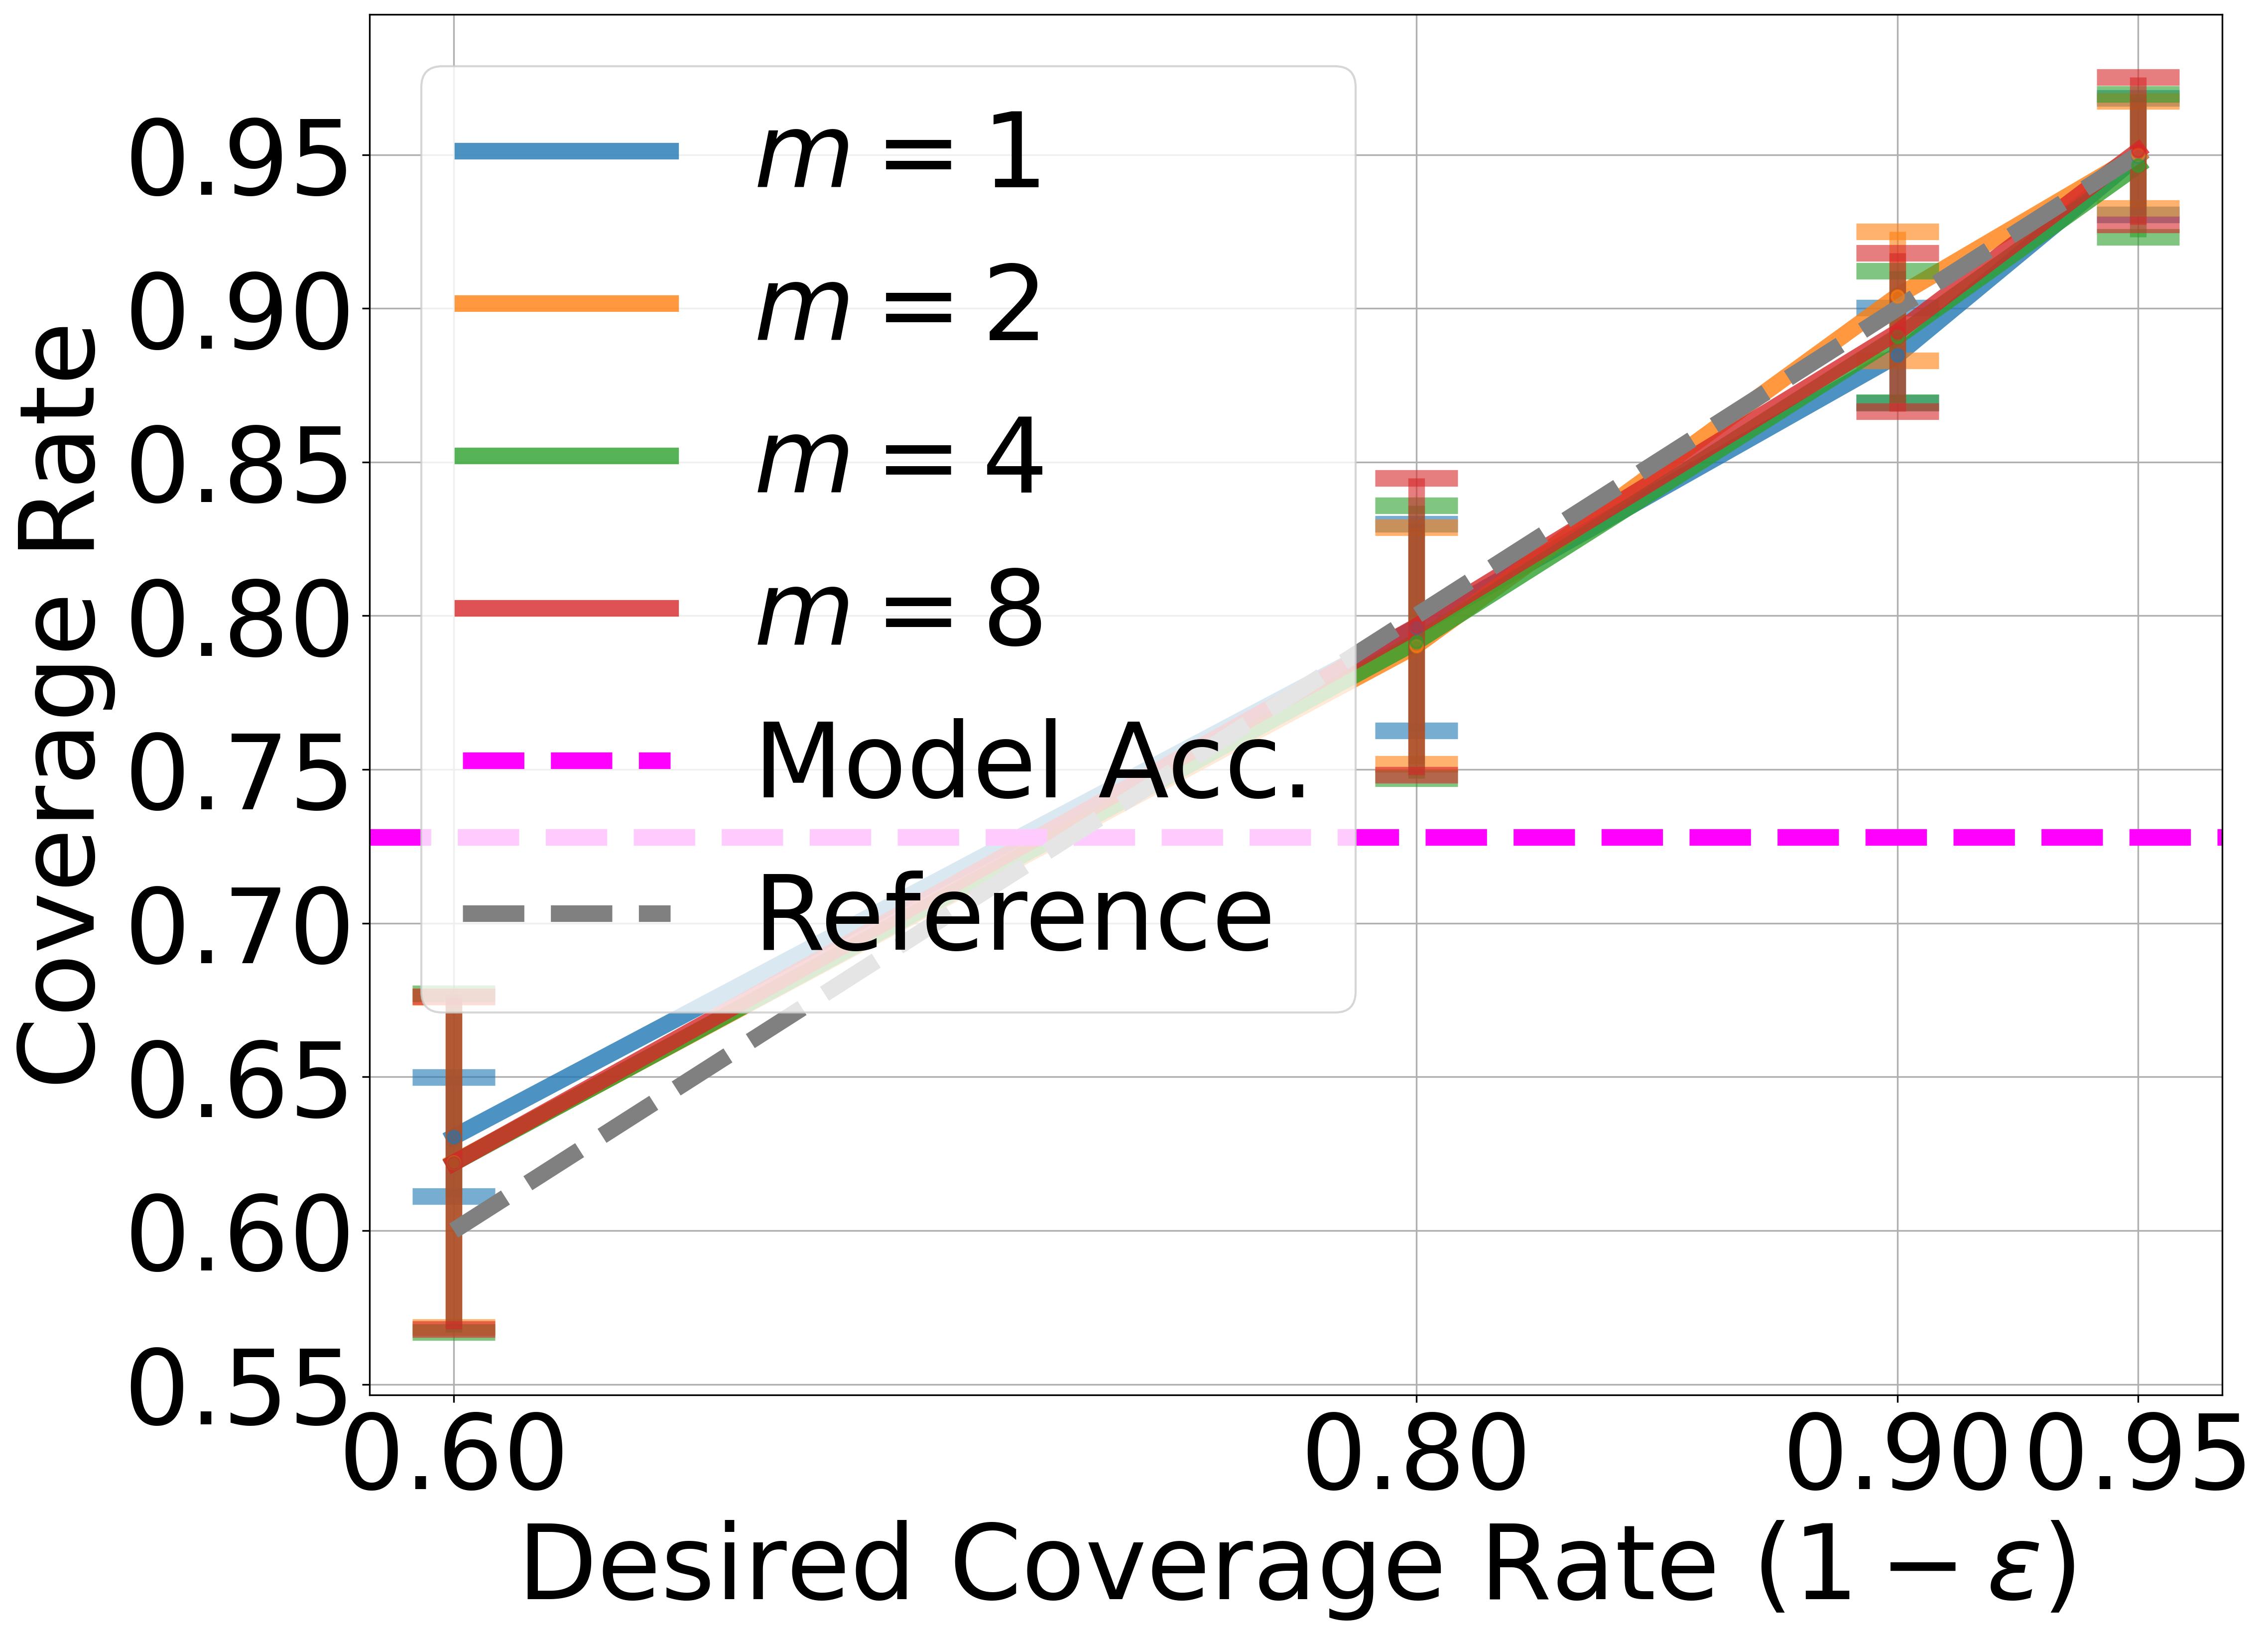 Coverage Rate
0.95
0.90
0.85
0.80
0.75
0.70
0.65
0.60
0.55
m = 1
m = 2
m = 4
m = 8
Model Acc.
Reference
0.60 0.80 0.90 0.95
Desired Coverage Rate (1 − ε)